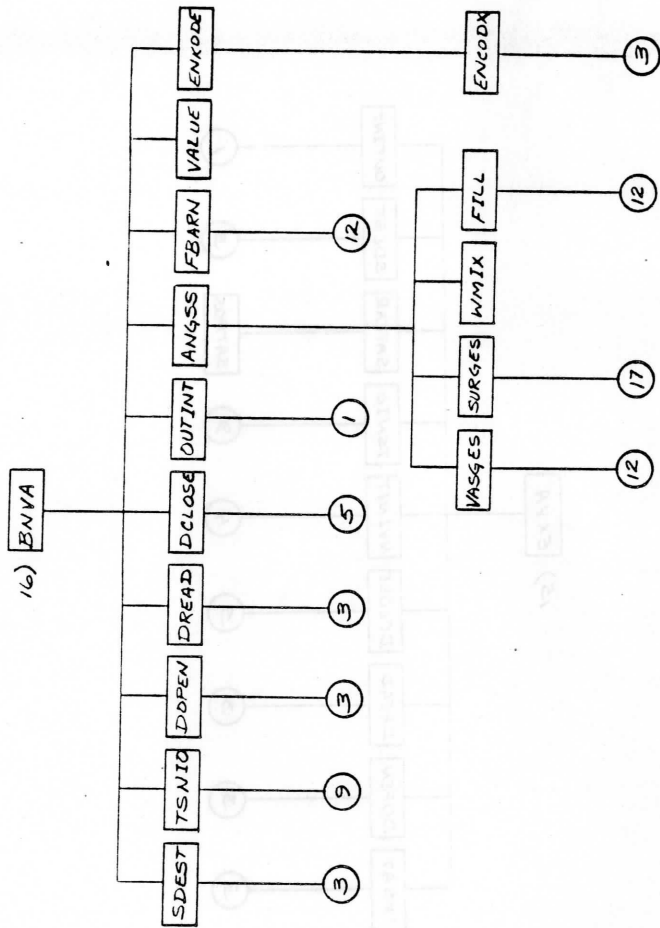 16) BNVA
SDEST
TSNIO
DOPEN
DREAD
DCLOSE
OUTINT
ANGSS
FBARN
VALUE
ENKODE
3
9
3
3
5
1
12
VASGES
SURGES
WMIX
FILL
ENCODX
12
17
12
3